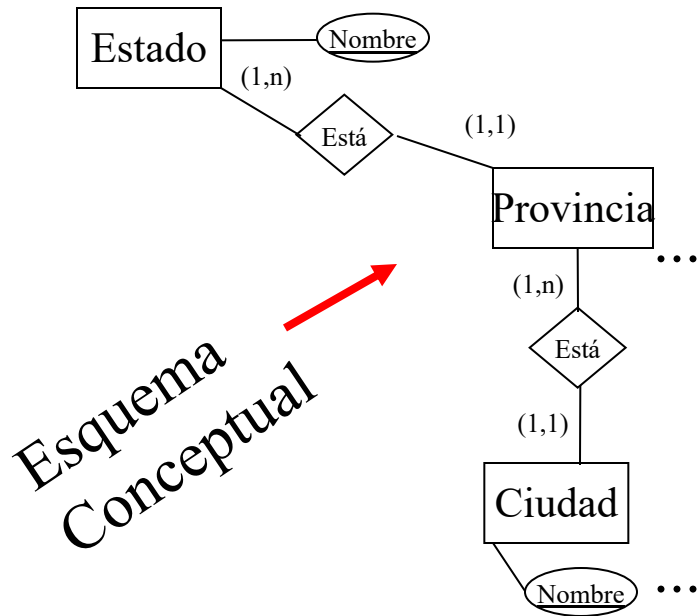 Estado
Nombre
(1,n)
Está
(1,1)
Provincia
...
(1,n)
Está
Esquema
Conceptual
(1,1)
Ciudad
Nombre
...